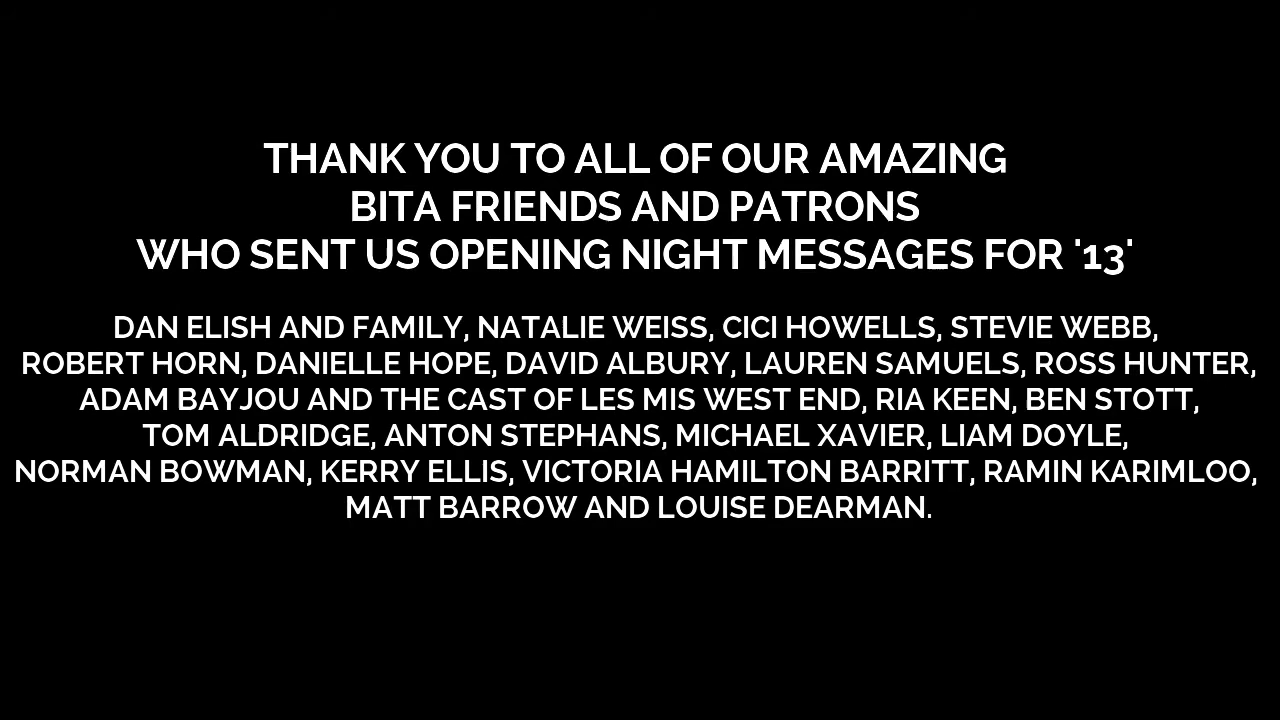 THANK YOU TO ALL OF OUR AMAZING
BITA FRIENDS AND PATRONS
WHO SENT US OPENING NIGHT MESSAGES FOR '13'
DAN ELISH AND FAMILY, NATALIE WEISS, CICI HOWELLS, STEVIE WEBB,
ROBERT HORN, DANIELLE HOPE, DAVID ALBURY, LAUREN SAMUELS, ROSS HUNTER,
ADAM BAYJOU AND THE CAST OF LES MIS WEST END, RIA KEEN, BEN STOTT,
TOM ALDRIDGE, ANTON STEPHANS, MICHAEL XAVIER, LIAM DOYLE,
NORMAN BOWMAN, KERRY ELLIS, VICTORIA HAMILTON BARRITT, RAMIN KARIMLOO,
MATT BARROW AND LOUISE DEARMAN.